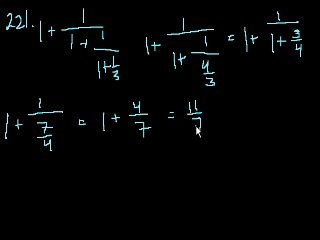 221. 1 + 1/(1 + 1/(1 + 1/3)) 1 + 1/(1 + 1/(4/3)) = 1 + 1/(1 + 3/4)
1 + 1/(7/4) = 1 + 4/7 = 11/7